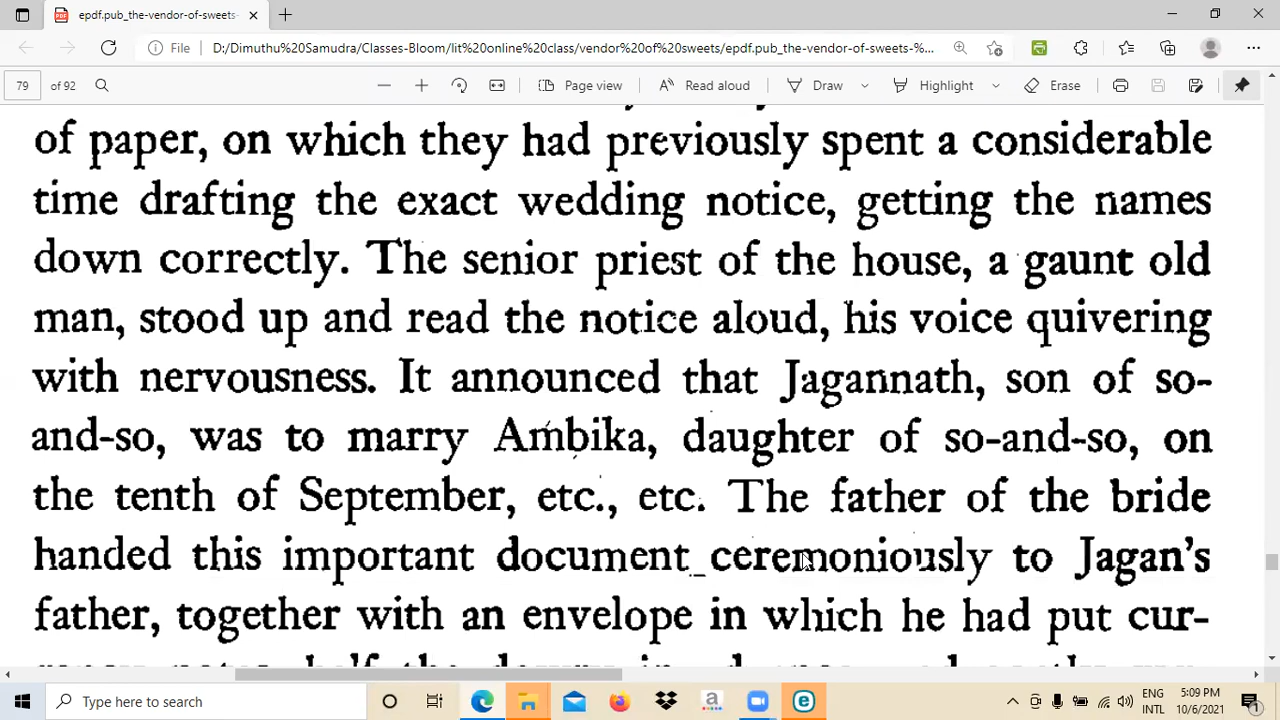 epdf.pub_the-vendor-of-sweets-
File
D:/Dimuthu%20Samudra/Classes-Bloom/lit%20online%20class/vendor%20of%20sweets/epdf.pub_the-vendor-of-sweets-%...
79 of 92
Page view
Read aloud
Draw
Highlight
Erase
of paper, on which they had previously spent a considerable
time drafting the exact wedding notice, getting the names
down correctly. The senior priest of the house, a gaunt old
man, stood up and read the notice aloud, his voice quivering
with nervousness. It announced that Jagannath, son of so-
and-so, was to marry Ambika, daughter of so-and-so, on
the tenth of September, etc., etc. The father of the bride
handed this important document ceremoniously to Jagan's
father, together with an envelope in which he had put cur-
Type here to search
ENG
INTL
5:09 PM
10/6/2021